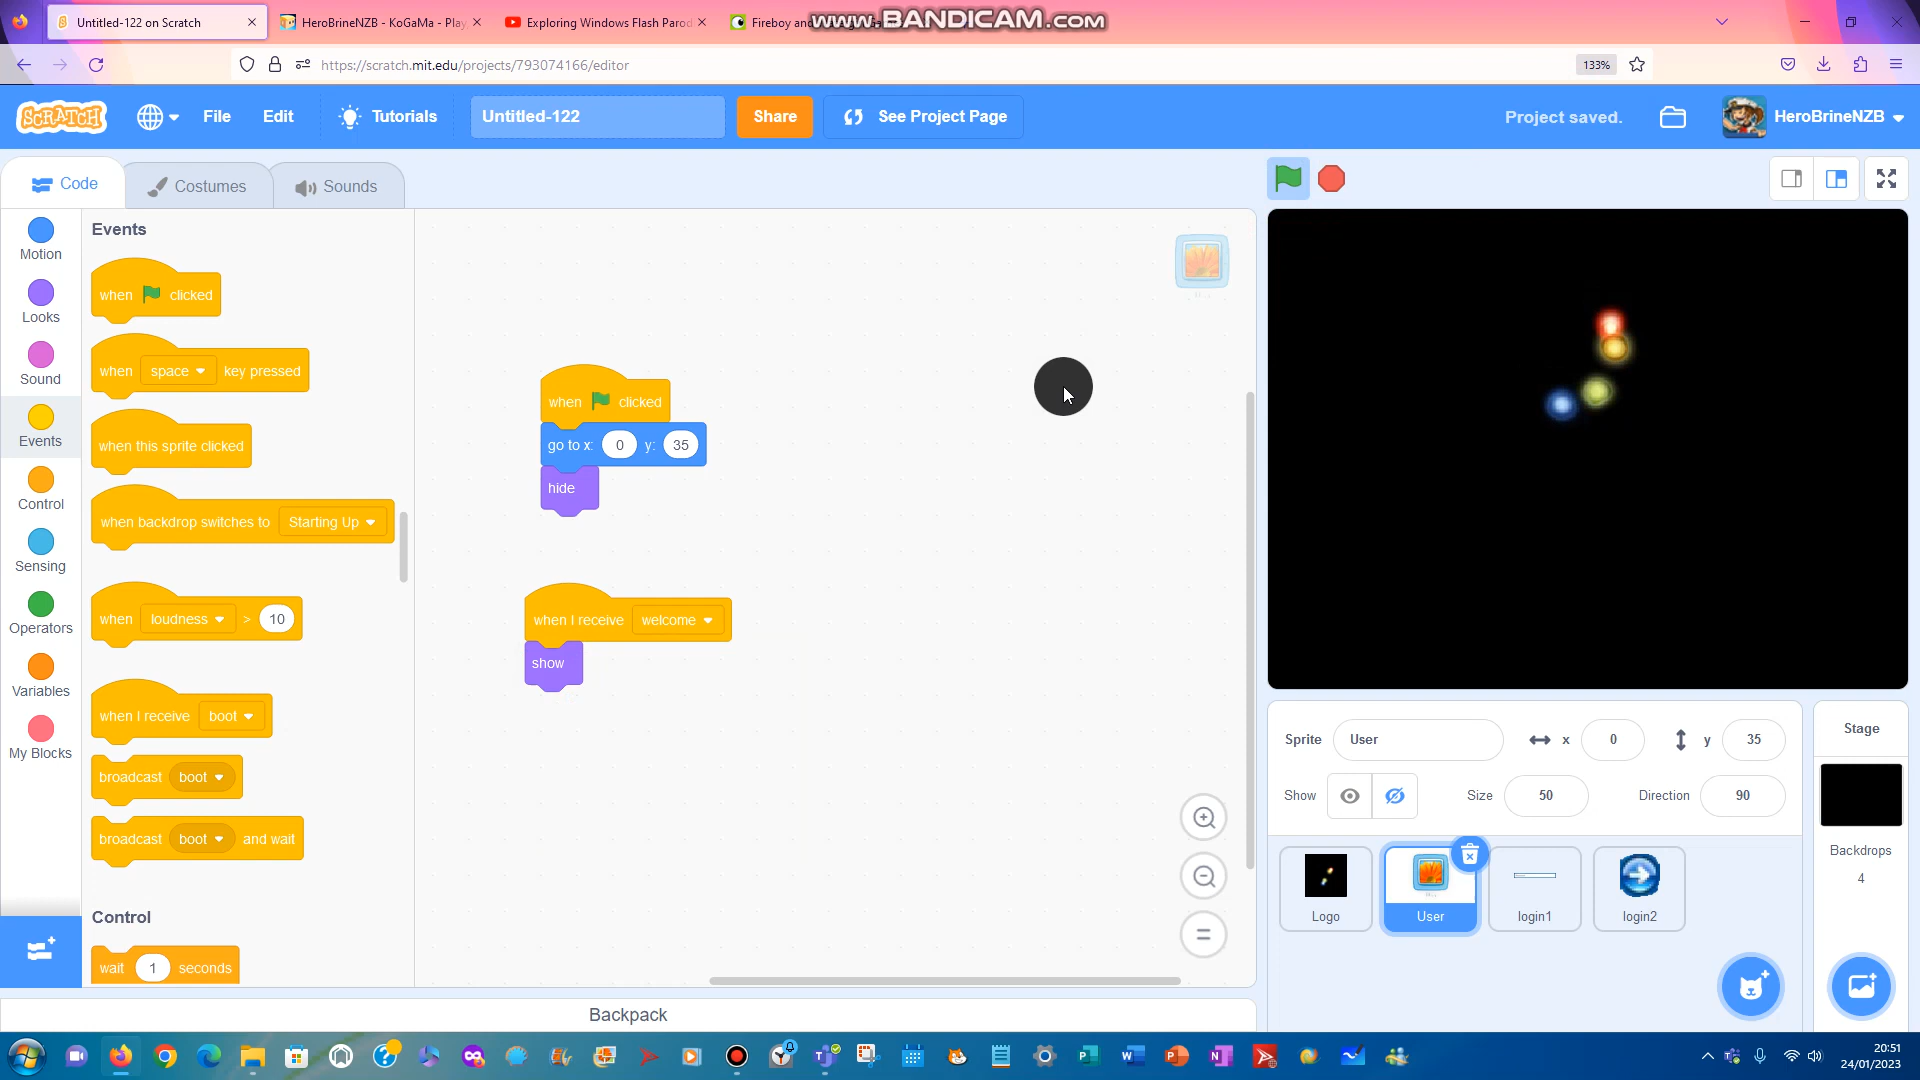 Untitled-122 on Scratch
HeroBrineNZB - KoGaMa - Play
Exploring Windows Flash Parod
Fireboy and
www.BANDICAM.com
https://scratch.mit.edu/projects/793074166/editor
133%
SCRATCH
File
Edit
Tutorials
Untitled-122
Share
See Project Page
Project saved.
HeroBrineNZB
Code
Costumes
Sounds
Motion
Looks
Sound
Events
Control
Sensing
Operators
Variables
My Blocks
Events
when clicked
when space key pressed
when this sprite clicked
when backdrop switches to Starting Up
when loudness > 10
when I receive boot
broadcast boot
broadcast boot and wait
Control
wait 1 seconds
when clicked
go to x: 0 y: 35
hide
when I receive welcome
show
Backpack
Sprite User x 0 y 35
Show Size 50 Direction 90
Logo
User
login1
login2
Stage
Backdrops
4
20:51
24/01/2023